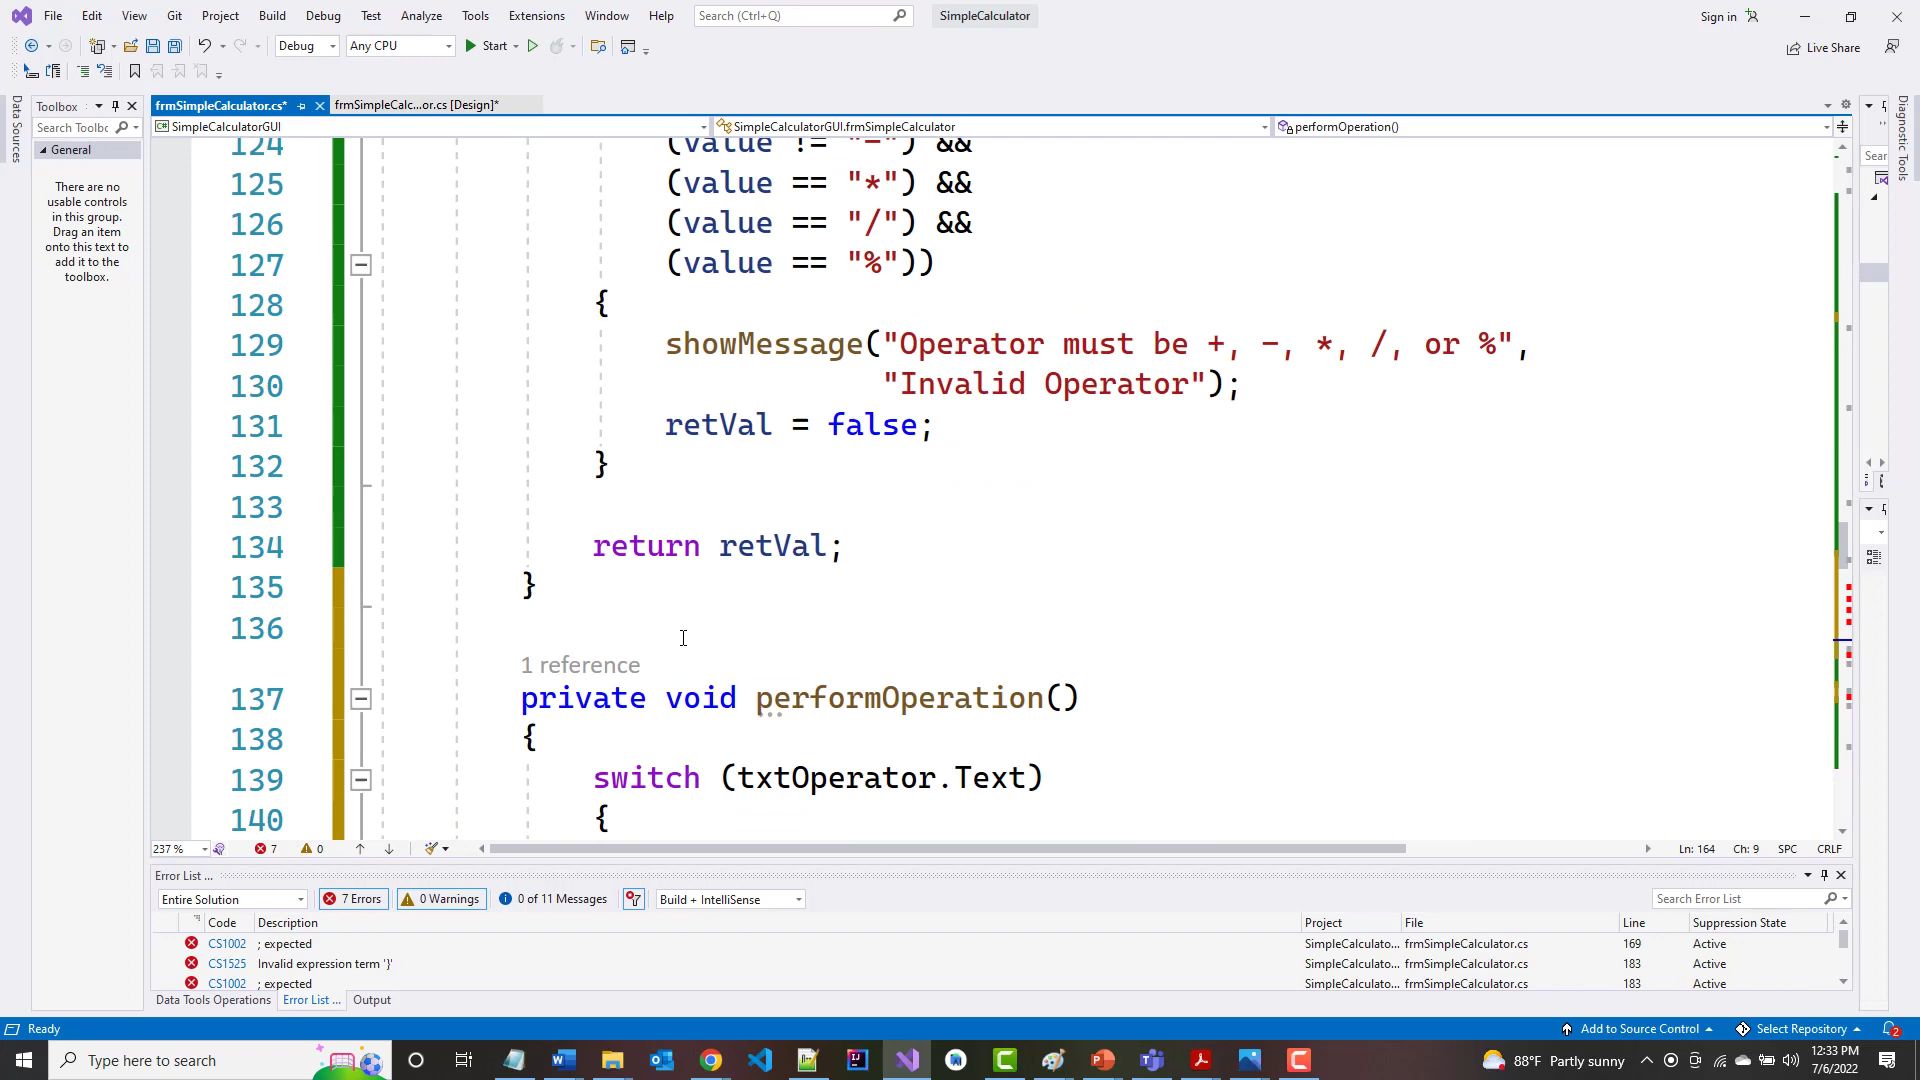 File Edit View Git Project Build Debug Test Analyze Tools Extensions Window Help Search (Ctrl+Q) SimpleCalculator Sign in
Debug Any CPU Start Live Share
Toolbox frmSimpleCalculator.cs* frmSimpleCalc...or.cs [Design]*
Search Toolbc SimpleCalculatorGUI SimpleCalculatorGUI.frmSimpleCalculator performOperation()
General
Data Sources
There are no
usable controls
in this group.
Drag an item
onto this text to
add it to the
toolbox.
Diagnostic Tools
Sear
124 (value != "-") &&
125 (value == "*") &&
126 (value == "/") &&
127 (value == "%"))
128 {
129 showMessage("Operator must be +, -, *, /, or %",
130 "Invalid Operator");
131 retVal = false;
132 }
133
134 return retVal;
135 }
136
1 reference
137 private void performOperation()
138 {
139 switch (txtOperator.Text)
140 {
237 % 7 0 Ln: 164 Ch: 9 SPC CRLF
Error List ...
Entire Solution 7 Errors 0 Warnings 0 of 11 Messages Build + IntelliSense Search Error List
Code Description Project File Line Suppression State
CS1002 ; expected SimpleCalculato... frmSimpleCalculator.cs 169 Active
CS1525 Invalid expression term '}' SimpleCalculato... frmSimpleCalculator.cs 183 Active
CS1002 ; expected SimpleCalculato... frmSimpleCalculator.cs 183 Active
Data Tools Operations Error List ... Output
Ready Add to Source Control Select Repository 2
Type here to search 88°F Partly sunny 12:33 PM
7/6/2022